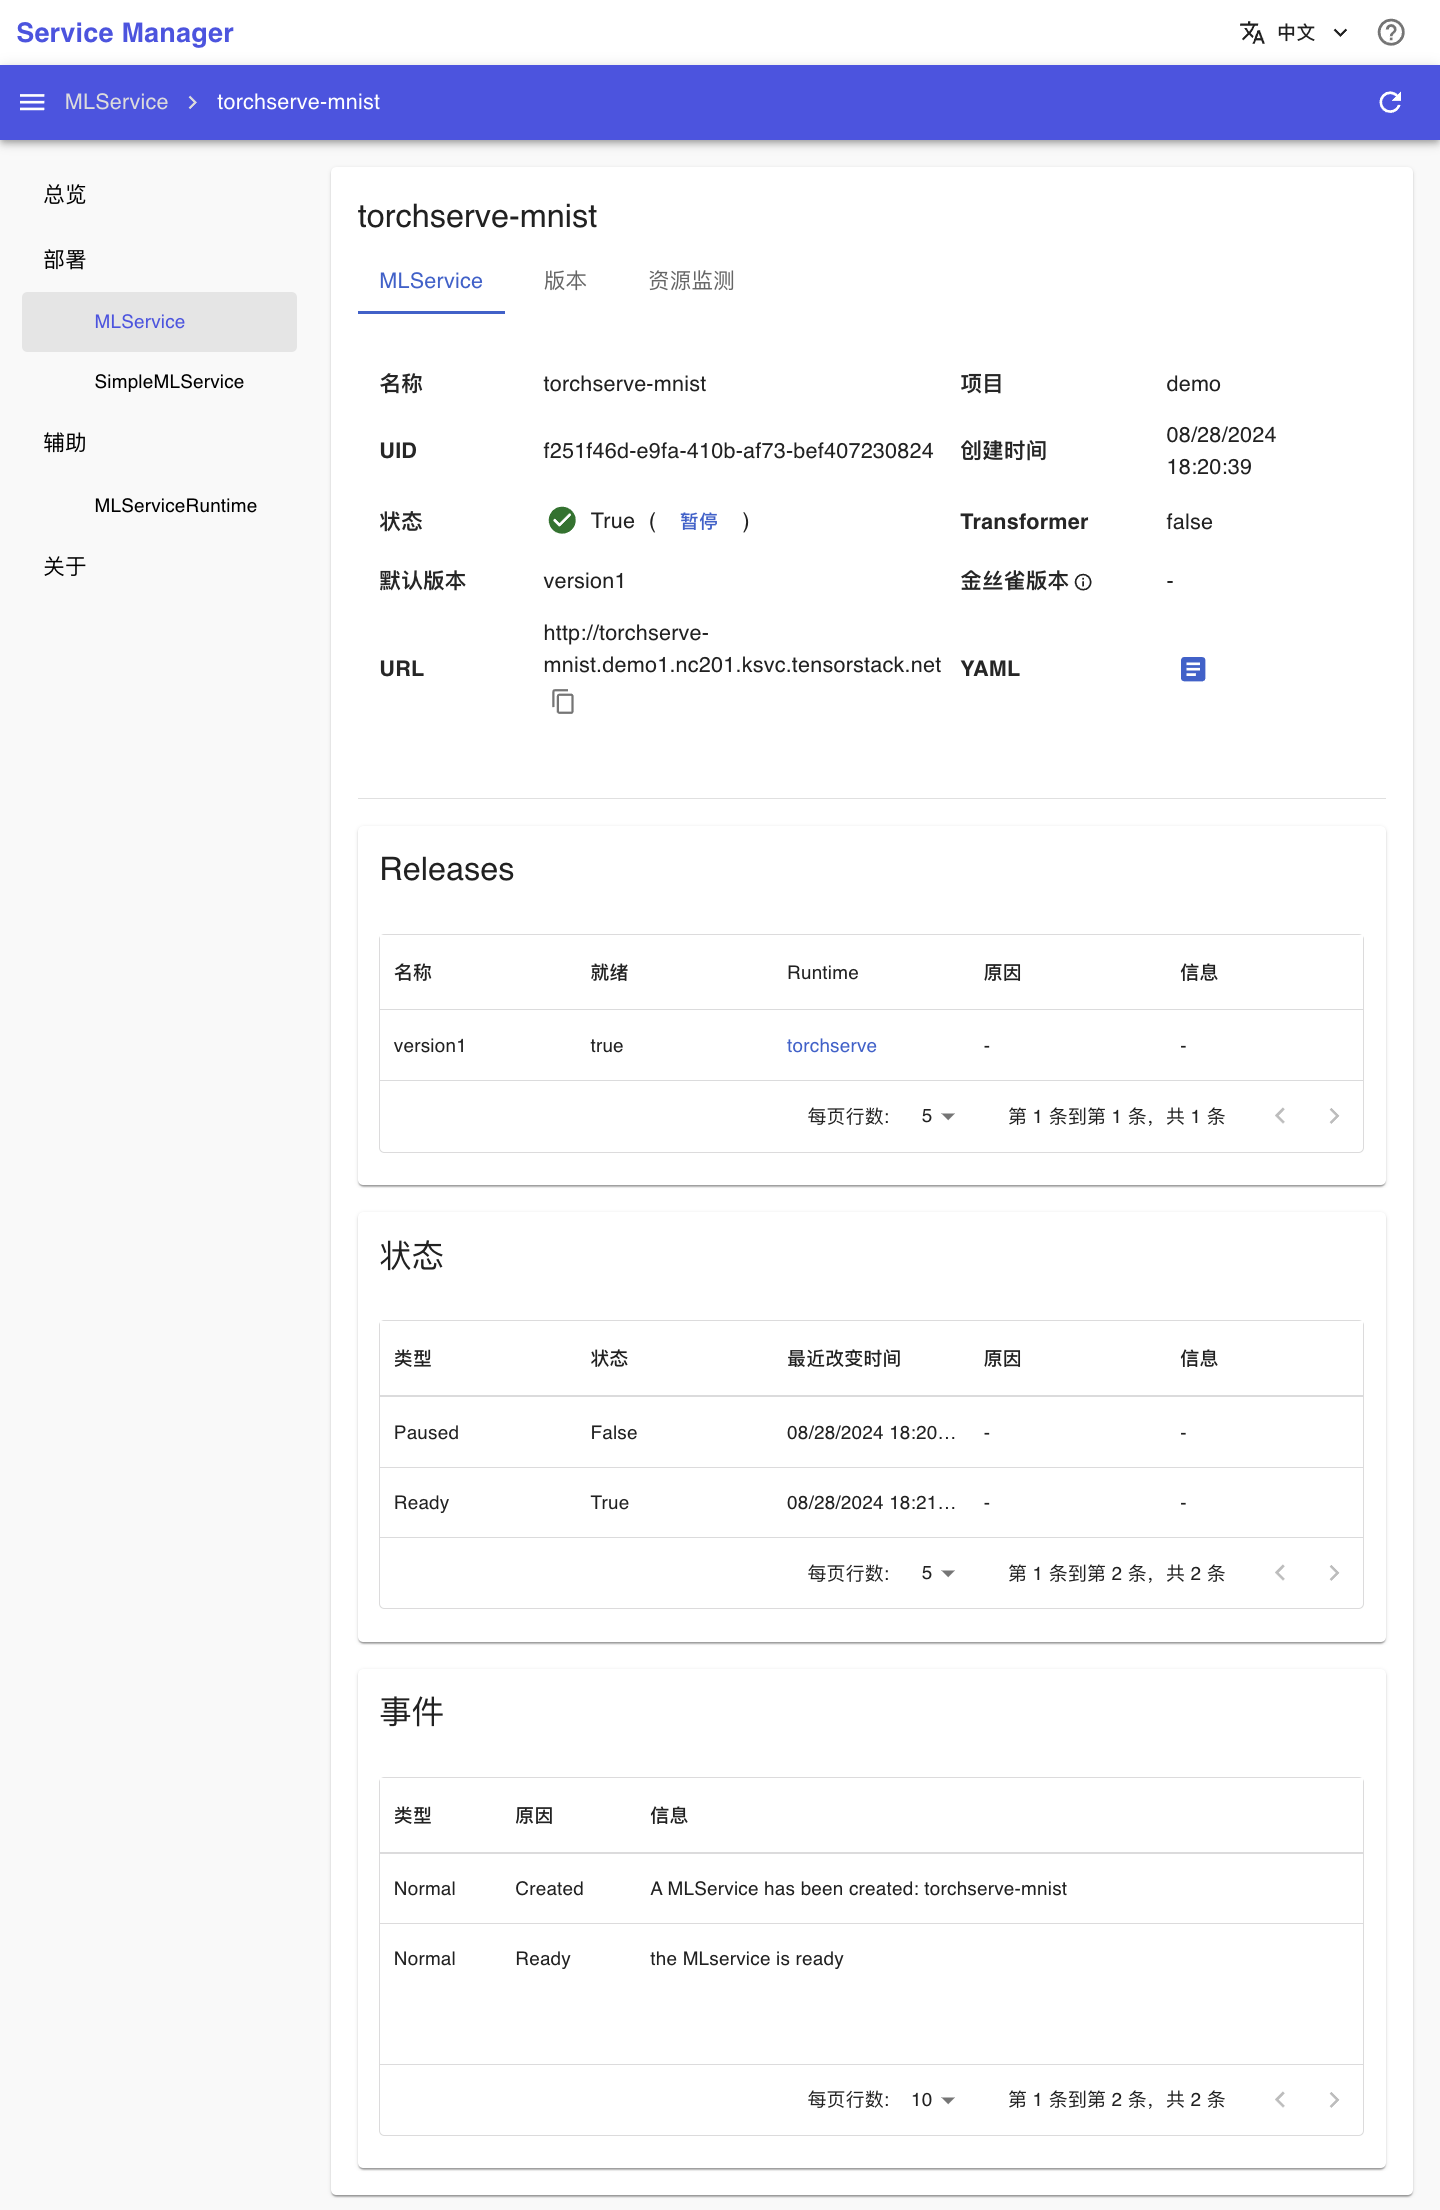 Service Manager
中文
MLService > torchserve-mnist
总览
部署
MLService
SimpleMLService
辅助
MLServiceRuntime
关于
torchserve-mnist
MLService 版本 资源监测
名称 torchserve-mnist 项目 demo
UID f251f46d-e9fa-410b-af73-bef407230824 创建时间 08/28/2024
18:20:39
状态 True ( 暂停 ) Transformer false
默认版本 version1 金丝雀版本 -
http://torchserve-
URL mnist.demo1.nc201.ksvc.tensorstack.net YAML
Releases
名称 就绪 Runtime 原因 信息
version1 true torchserve - -
每页行数: 5 第 1 条到第 1 条，共 1 条
状态
类型 状态 最近改变时间 原因 信息
Paused False 08/28/2024 18:20... - -
Ready True 08/28/2024 18:21... - -
每页行数: 5 第 1 条到第 2 条，共 2 条
事件
类型 原因 信息
Normal Created A MLService has been created: torchserve-mnist
Normal Ready the MLservice is ready
每页行数: 10 第 1 条到第 2 条，共 2 条